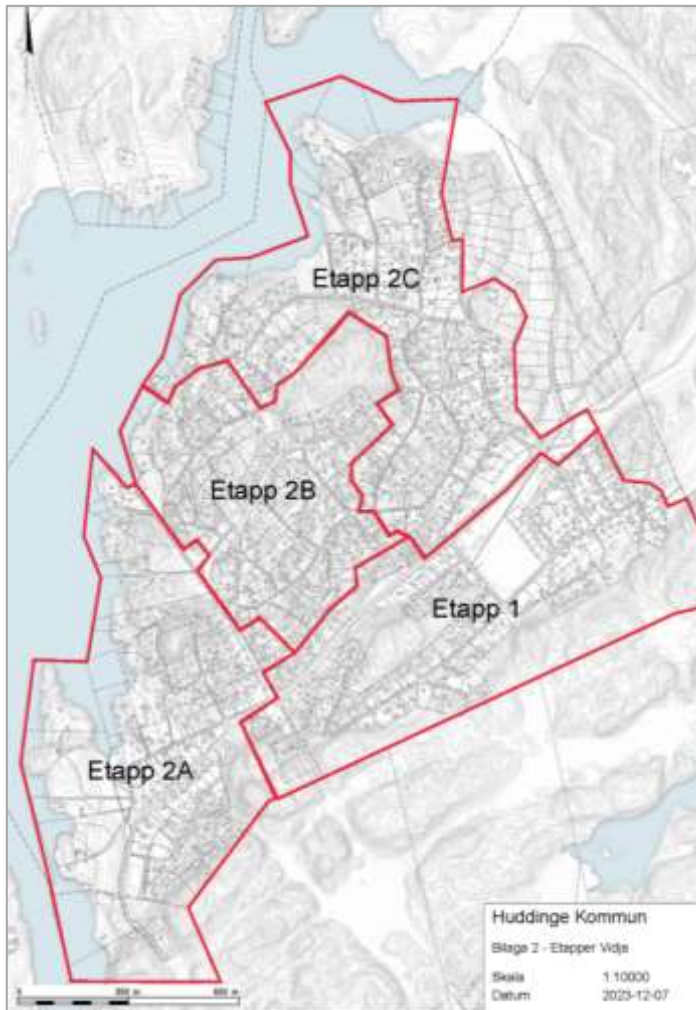 Etapp 2C
Etapp 2B
Etapp 1
Etapp 2A
Huddinge Kommun
Bilaga 2 - Etapper Vidja
Skala 1:10000
Datum 2023-12-07